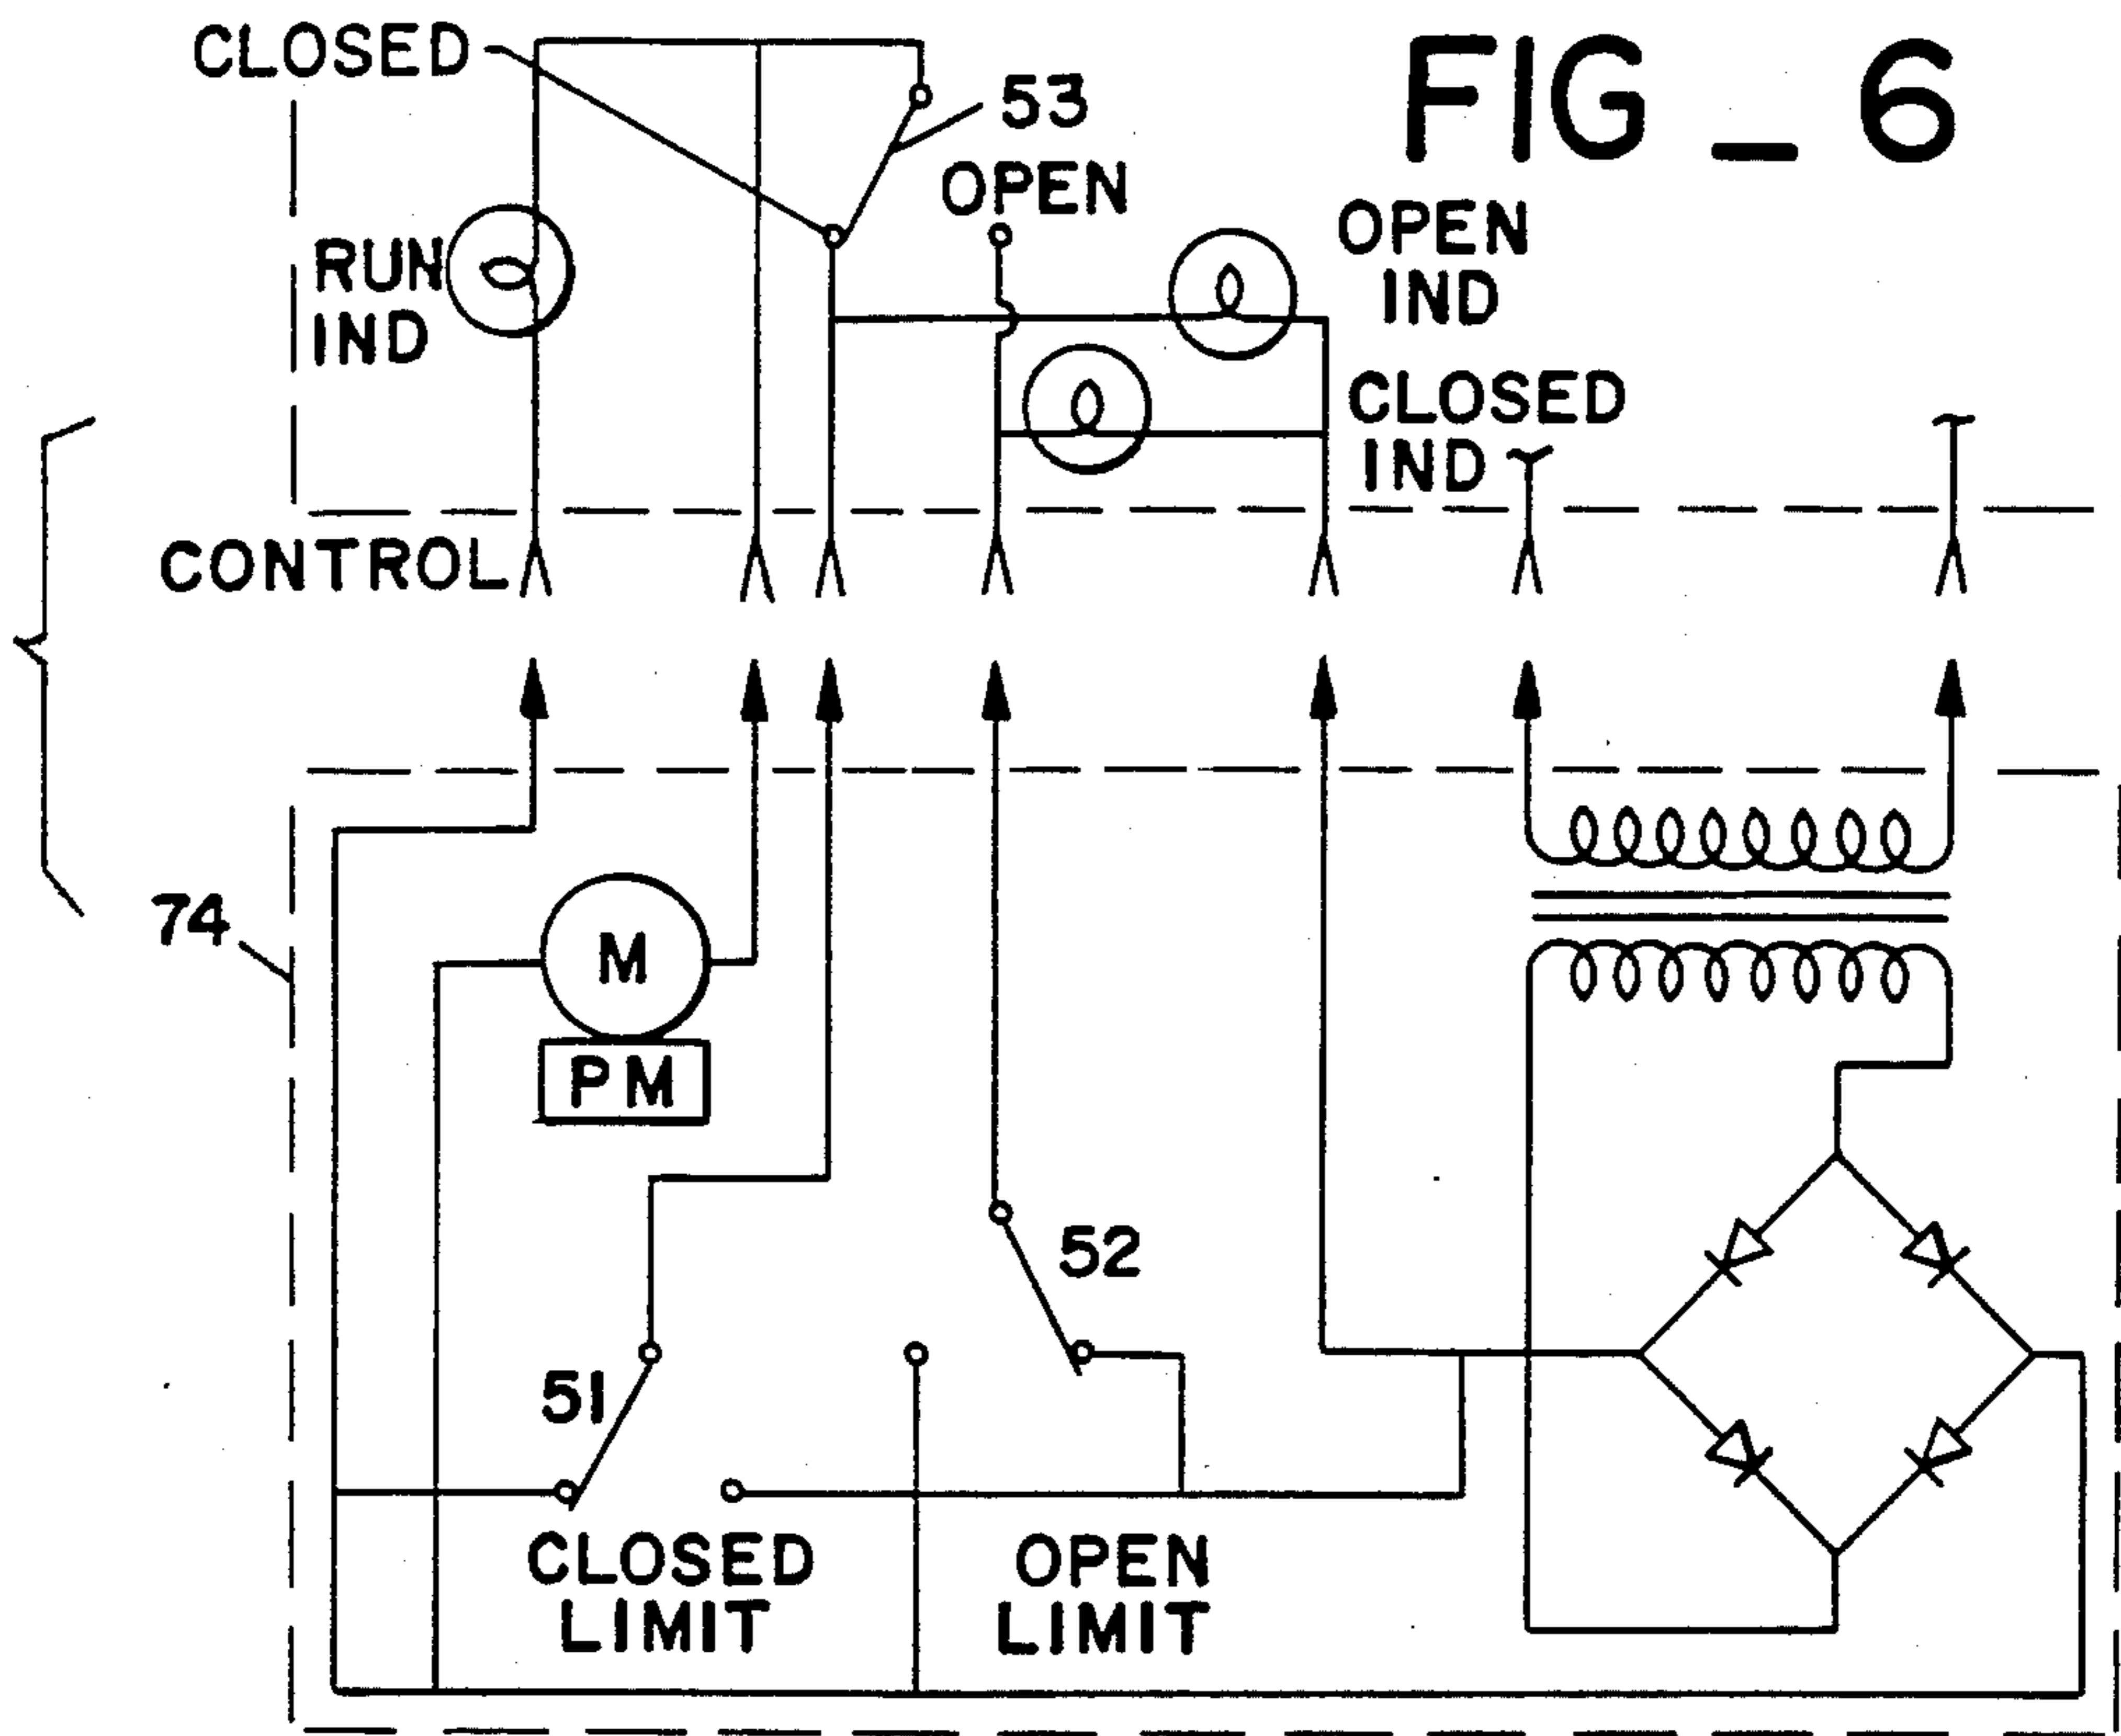 FIG_6
CLOSED
53
OPEN
RUN
IND
OPEN
IND
CLOSED
IND
CONTROL
74
M
PM
52
51
CLOSED
LIMIT
OPEN
LIMIT